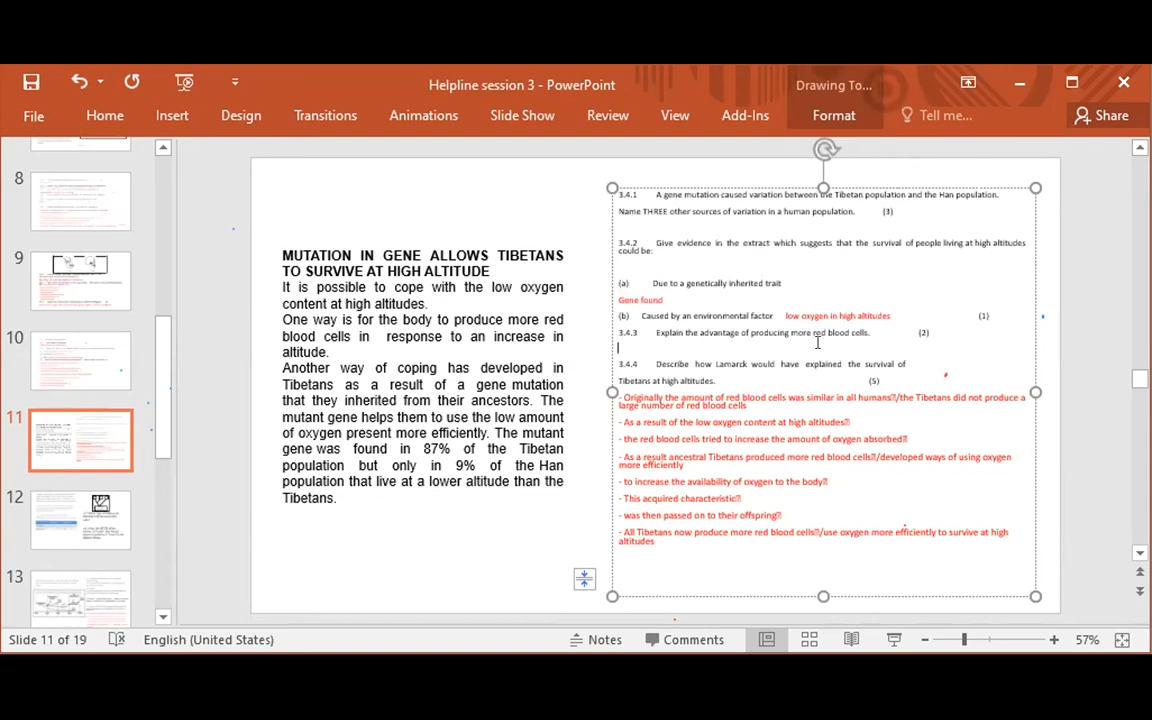 Helpline session 3 - PowerPoint
Drawing To...
File Home Insert Design Transitions Animations Slide Show Review View Add-Ins Format Tell me... Share
8
9
10
11
12
13
MUTATION IN GENE ALLOWS TIBETANS
TO SURVIVE AT HIGH ALTITUDE
It is possible to cope with the low oxygen
content at high altitudes.
One way is for the body to produce more red
blood cells in response to an increase in
altitude.
Another way of coping has developed in
Tibetans as a result of a gene mutation
that they inherited from their ancestors. The
mutant gene helps them to use the low amount
of oxygen present more efficiently. The mutant
gene was found in 87% of the Tibetan
population but only in 9% of the Han
population that live at a lower altitude than the
Tibetans.
3.4.1 A gene mutation caused variation between the Tibetan population and the Han population.
Name THREE other sources of variation in a human population. (3)
3.4.2 Give evidence in the extract which suggests that the survival of people living at high altitudes
could be:
(a) Due to a genetically inherited trait
Gene found
(b) Caused by an environmental factor low oxygen in high altitudes (1)
3.4.3 Explain the advantage of producing more red blood cells. (2)
3.4.4 Describe how Lamarck would have explained the survival of
Tibetans at high altitudes. (5)
- Originally the amount of red blood cells was similar in all humans/the Tibetans did not produce a
large number of red blood cells
- As a result of the low oxygen content at high altitudes
- the red blood cells tried to increase the amount of oxygen absorbed
- As a result ancestral Tibetans produced more red blood cells/developed ways of using oxygen
more efficiently
- to increase the availability of oxygen to the body
- This acquired characteristic
- was then passed on to their offspring
- All Tibetans now produce more red blood cells/use oxygen more efficiently to survive at high
altitudes
Slide 11 of 19 English (United States) Notes Comments 57%